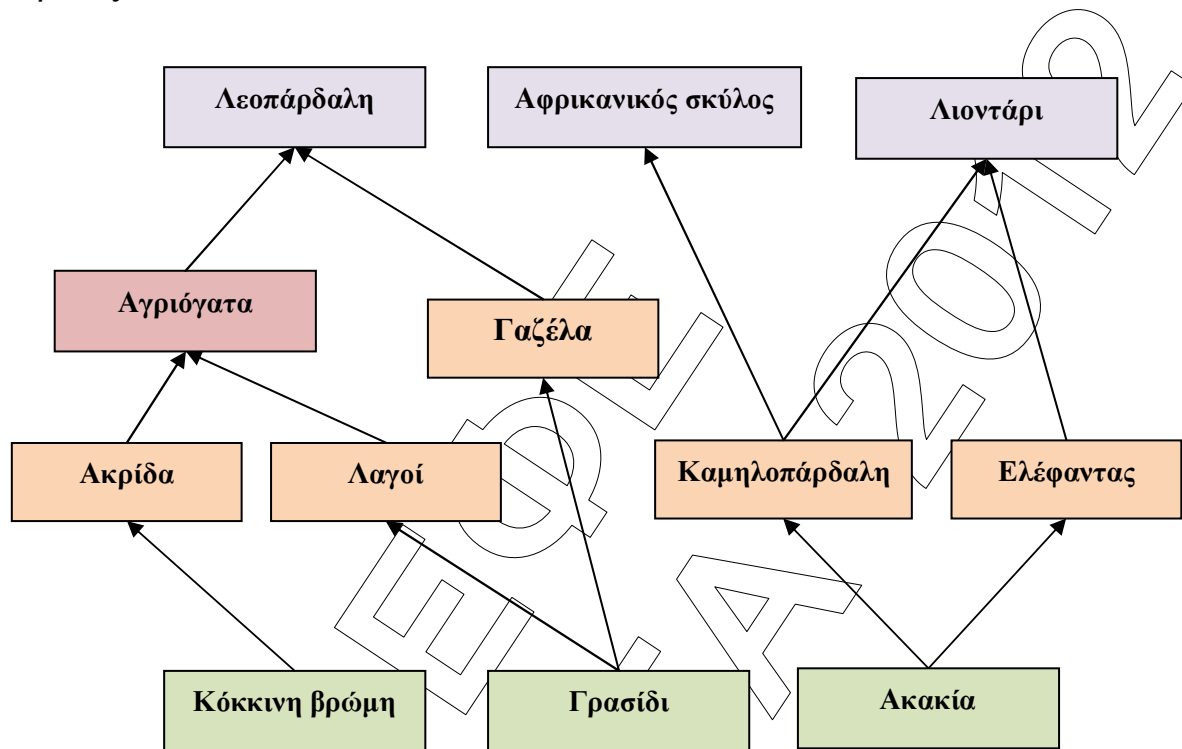 Λεοπάρδαλη
Αφρικανικός σκύλος
Λιοντάρι
Αγριόγατα
Γαζέλα
Ακρίδα
Λαγοί
Καμηλοπάρδαλη
Ελέφαντας
Κόκκινη βρώμη
Γρασίδι
Ακακία